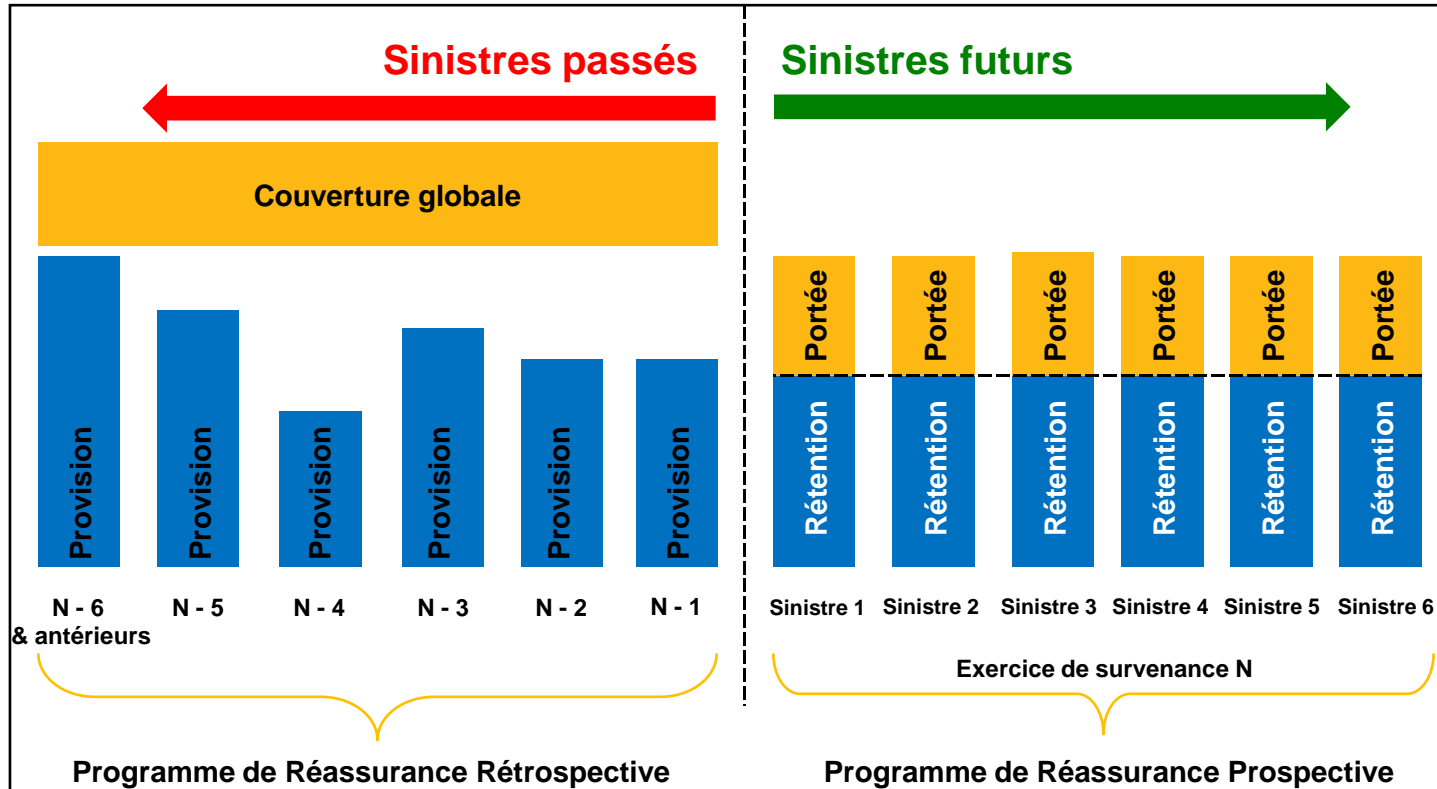 Sinistres passés
Sinistres futurs
Couverture globale
Provision
Provision
Provision
Provision
Provision
Provision
Portée
Portée
Portée
Portée
Portée
Portée
Rétention
Rétention
Rétention
Rétention
Rétention
Rétention
N - 6
& antérieurs
N - 5
N - 4
N - 3
N - 2
N - 1
Sinistre 1
Sinistre 2
Sinistre 3
Sinistre 4
Sinistre 5
Sinistre 6
Exercice de survenance N
Programme de Réassurance Rétrospective
Programme de Réassurance Prospective